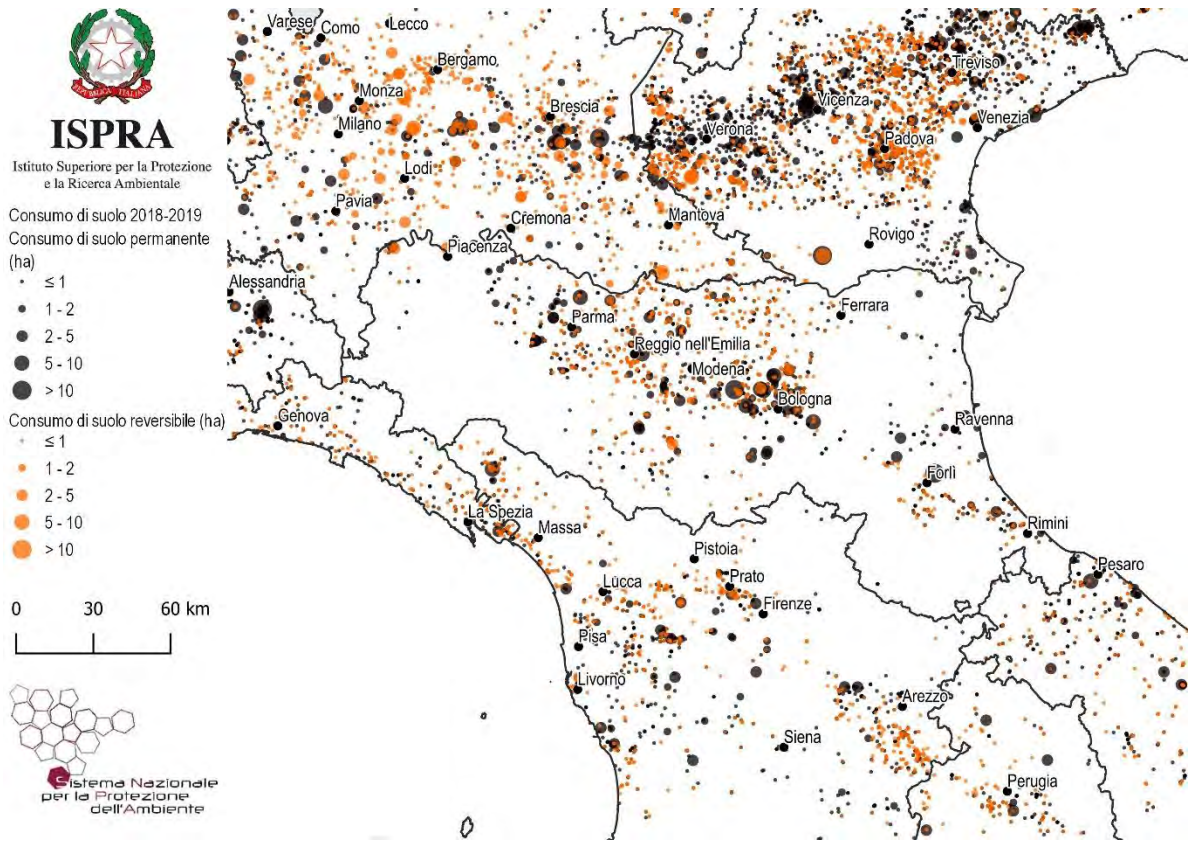 REPVBBLICA ITALIANA
ISPRA
Istituto Superiore per la Protezione
e la Ricerca Ambientale
Consumo di suolo 2018-2019
Consumo di suolo permanente
(ha)
≤ 1
1 - 2
2 - 5
5 - 10
> 10
Consumo di suolo reversibile (ha)
≤ 1
1 - 2
2 - 5
5 - 10
> 10
0 30 60 km
Sistema Nazionale
per la Protezione
dell'Ambiente
Varese
Como
Lecco
Bergamo
Monza
Milano
Brescia
Lodi
Pavia
Cremona
Piacenza
Mantova
Verona
Vicenza
Treviso
Venezia
Padova
Rovigo
Alessandria
Parma
Ferrara
Reggio nell'Emilia
Modena
Bologna
Genova
Ravenna
Forlì
Rimini
La Spezia
Massa
Pistoia
Prato
Lucca
Firenze
Pesaro
Pisa
Livorno
Arezzo
Siena
Perugia